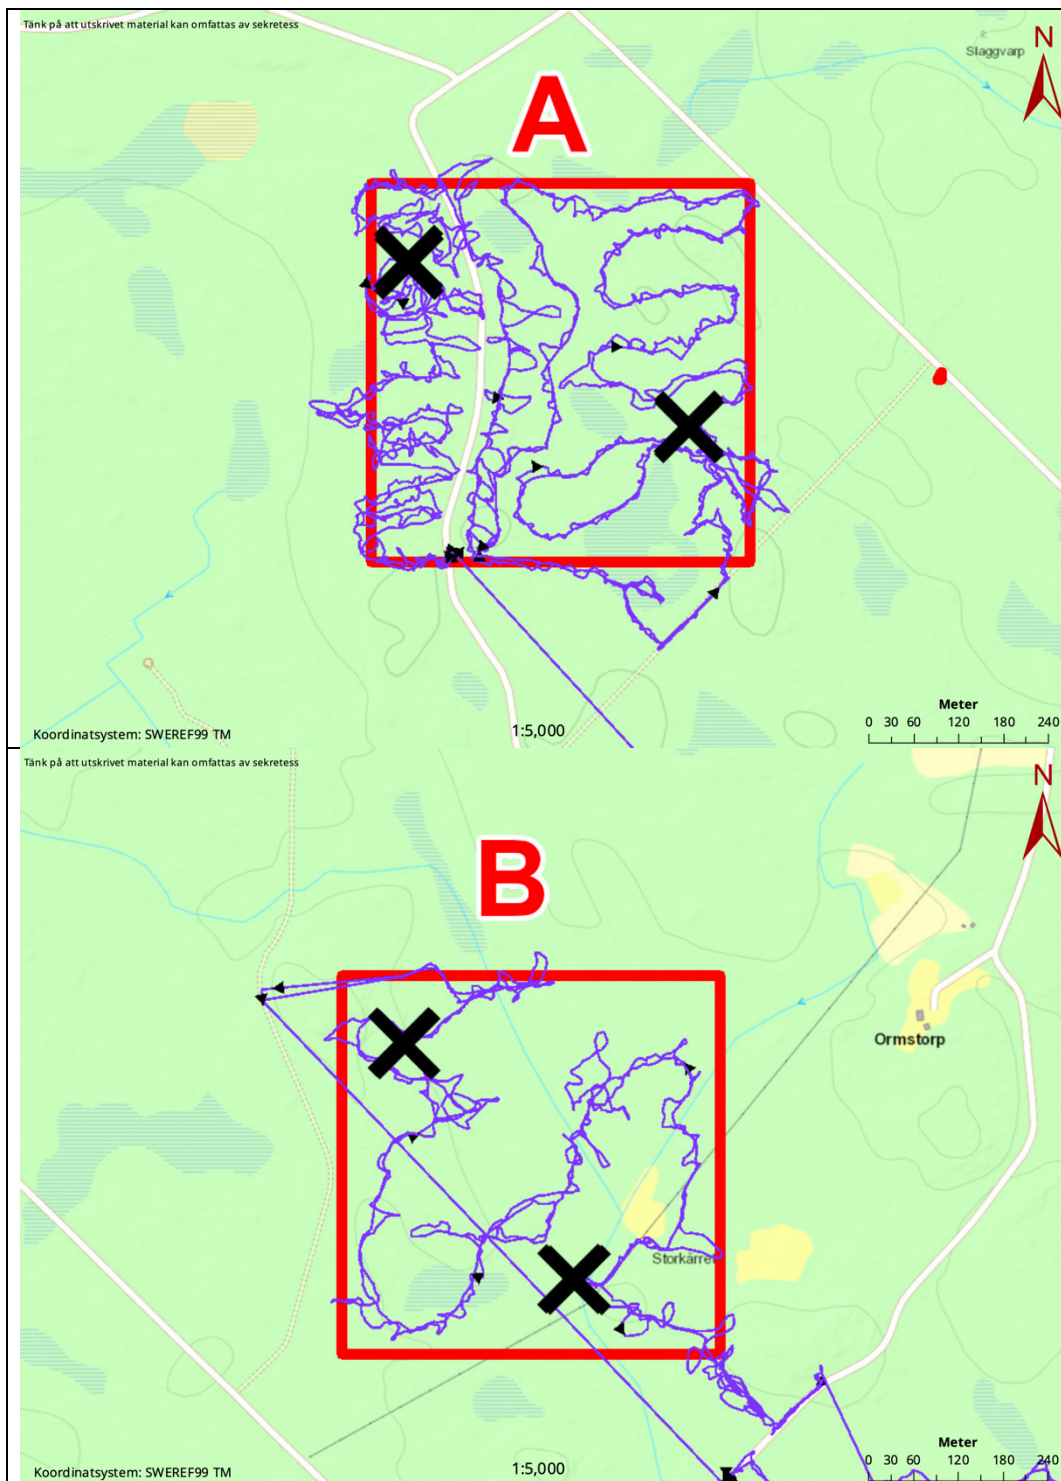 Tänk på att utskrivet material kan omfattas av sekretess
N
Slaggvarp
A
Meter
0 30 60 120 180 240
1:5,000
Koordinatsystem: SWEREF99 TM
Tänk på att utskrivet material kan omfattas av sekretess
N
B
Ormstorp
Storkärret
Meter
0 30 60 120 180 240
1:5,000
Koordinatsystem: SWEREF99 TM